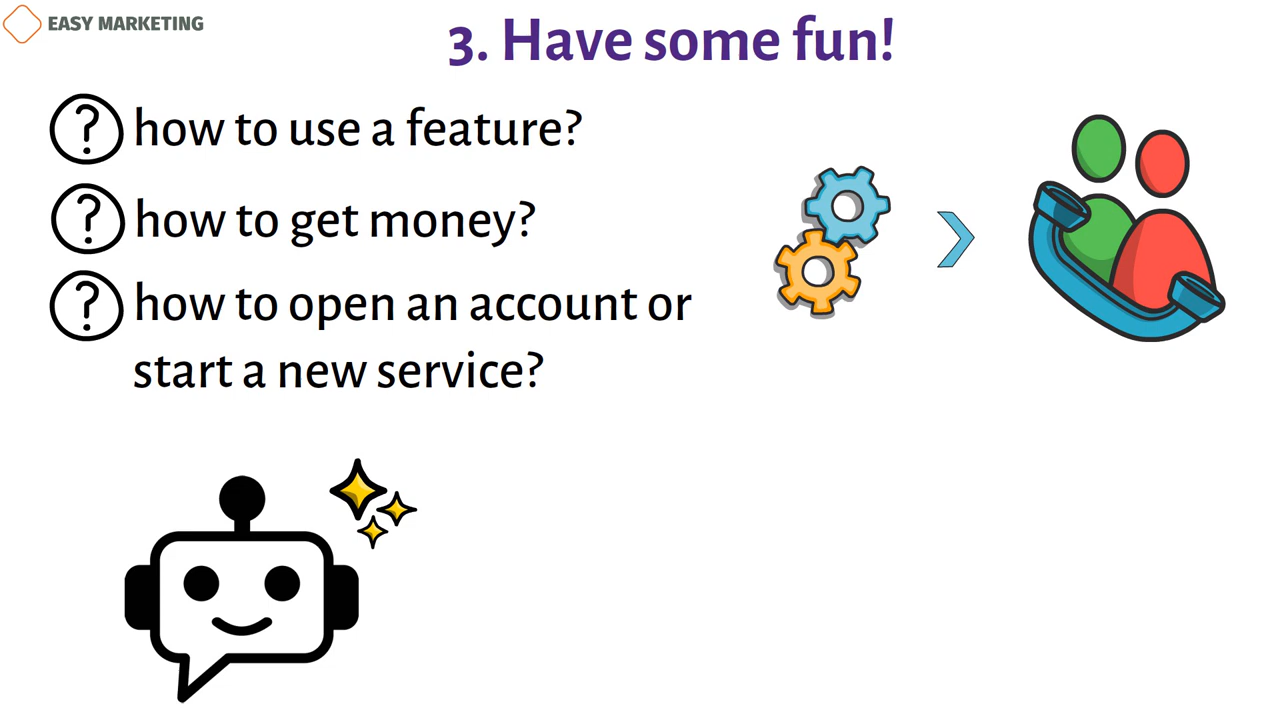 EASY MARKETING
3. Have some fun!
? how to use a feature?
? how to get money?
? how to open an account or
start a new service?